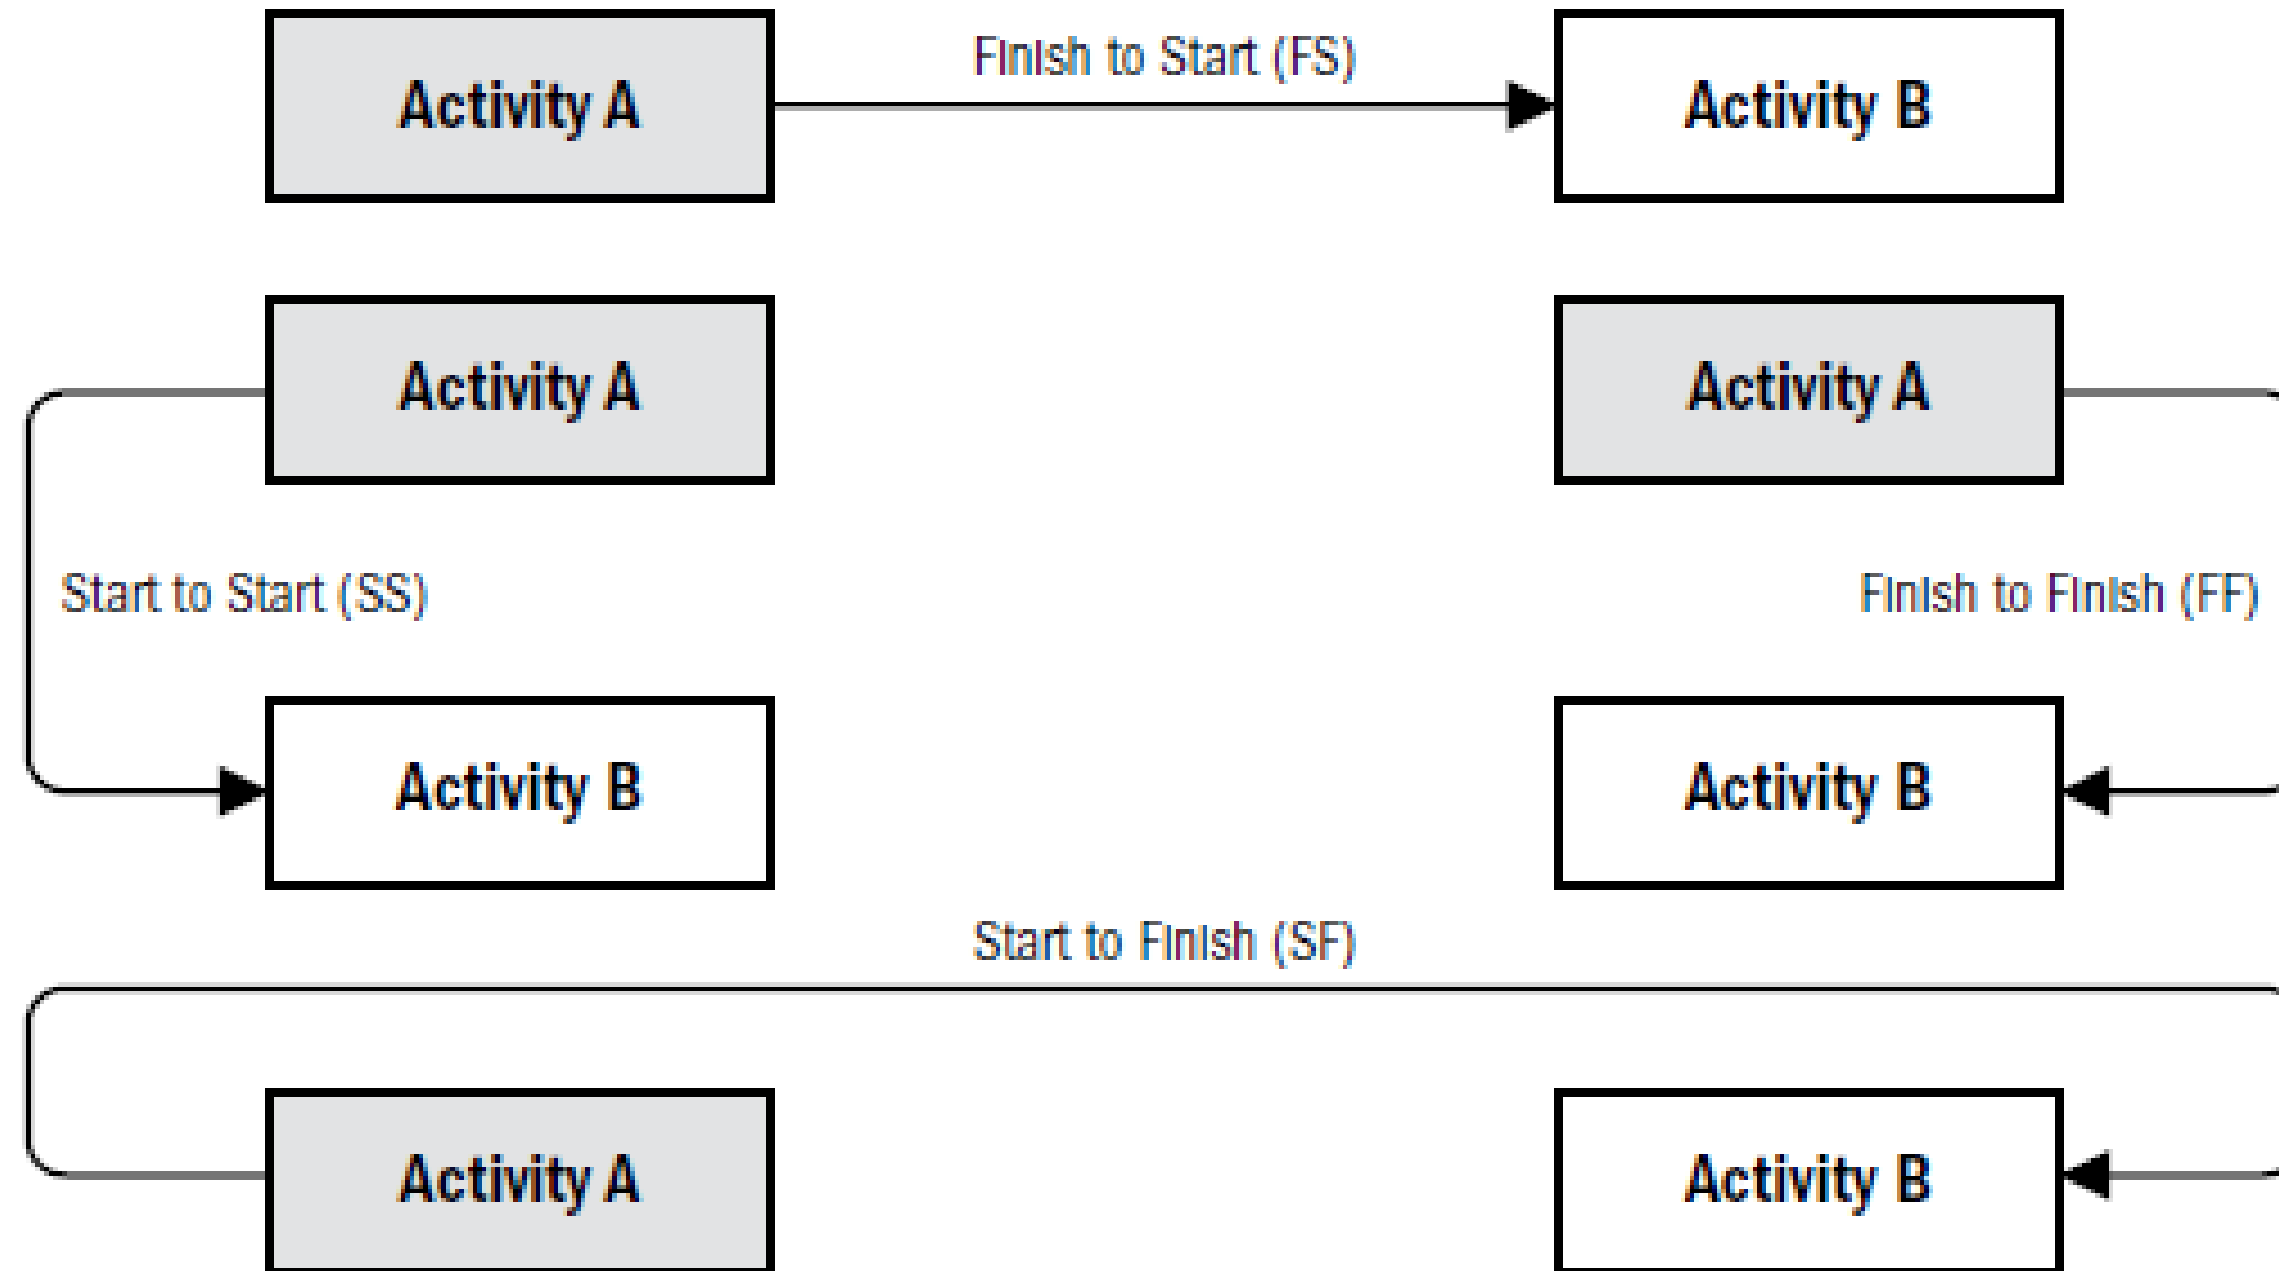 Finish to Start (FS)
Activity A
Activity B
Activity A
Activity A
Start to Start (SS)
Finish to Finish (FF)
Activity B
Activity B
Start to Finish (SF)
Activity A
Activity B